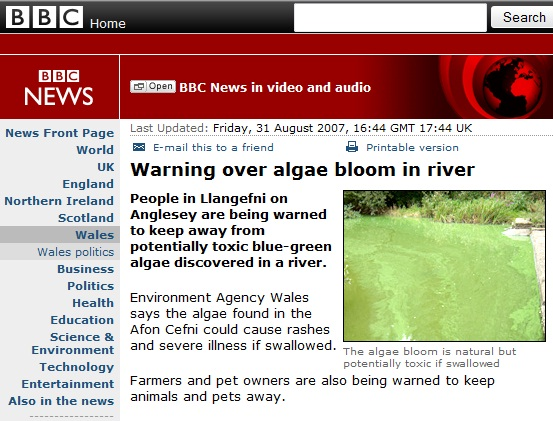 BBC Home
Search
BBC
NEWS
Open BBC News in video and audio
News Front Page
World
UK
England
Northern Ireland
Scotland
Wales
Wales politics
Business
Politics
Health
Education
Science &
Environment
Technology
Entertainment
Also in the news
Last Updated: Friday, 31 August 2007, 16:44 GMT 17:44 UK
E-mail this to a friend
Printable version
Warning over algae bloom in river
People in Llangefni on
Anglesey are being warned
to keep away from
potentially toxic blue-green
algae discovered in a river.
Environment Agency Wales
says the algae found in the
Afon Cefni could cause rashes
and severe illness if swallowed.
The algae bloom is natural but
potentially toxic if swallowed
Farmers and pet owners are also being warned to keep
animals and pets away.